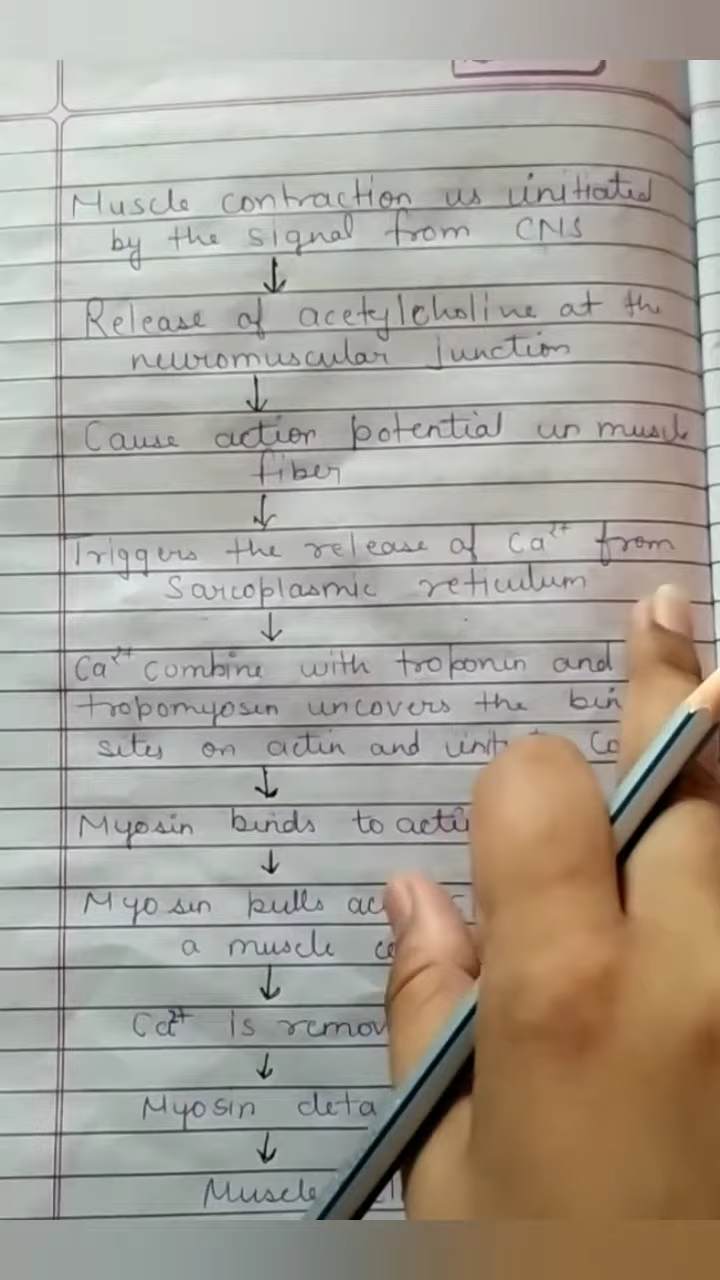 Muscle contraction is initiated
by the signal from CNS
↓
Release of acetylcholine at the
neuromuscular junction
↓
Cause action potential in muscle
fiber
↓
Triggers the release of Ca²⁺ from
Sarcoplasmic reticulum
↓
Ca²⁺ combine with troponin and
tropomyosin uncovers the
sites on actin and
↓
Myosin binds to
↓
Myosin pulls
a muscle
↓
Ca²⁺ is
↓
Myosin
↓
Muscle